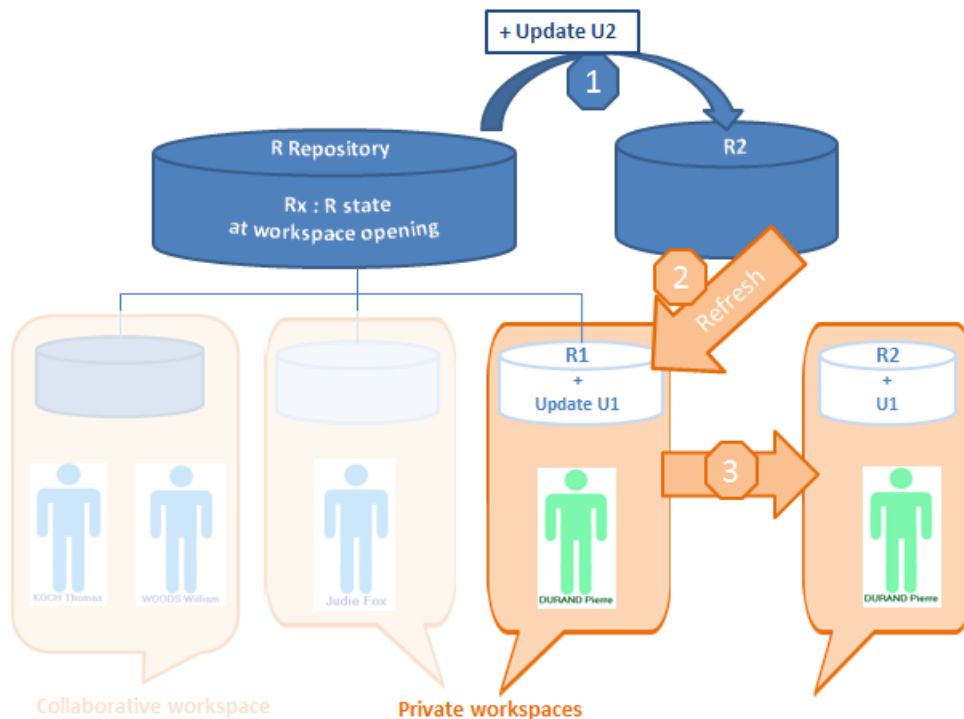 + Update U2
1
R Repository
R2
Rx : R state
at workspace opening
2
Refresh
R1
+
Update U1
R2
+
U1
3
KOCH Thomas
WOODS William
Judie Fox
DURAND Pierre
DURAND Pierre
Collaborative workspace
Private workspaces